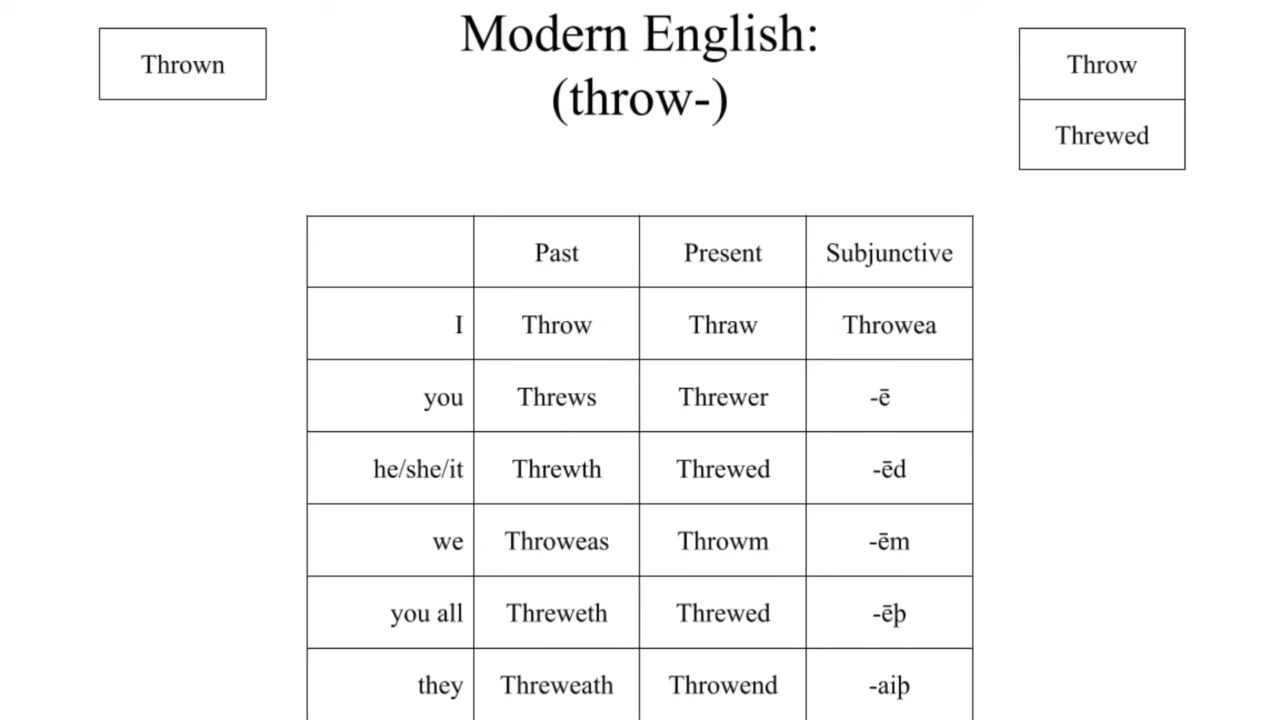 Modern English:
(throw-)
Thrown
Throw
Threwed
Past Present Subjunctive
I Throw Thraw Throwea
you Threws Threwer -ē
he/she/it Threwth Threwed -ēd
we Throweas Throwm -ēm
you all Threweth Threwed -ēþ
they Threweath Throwend -aiþ